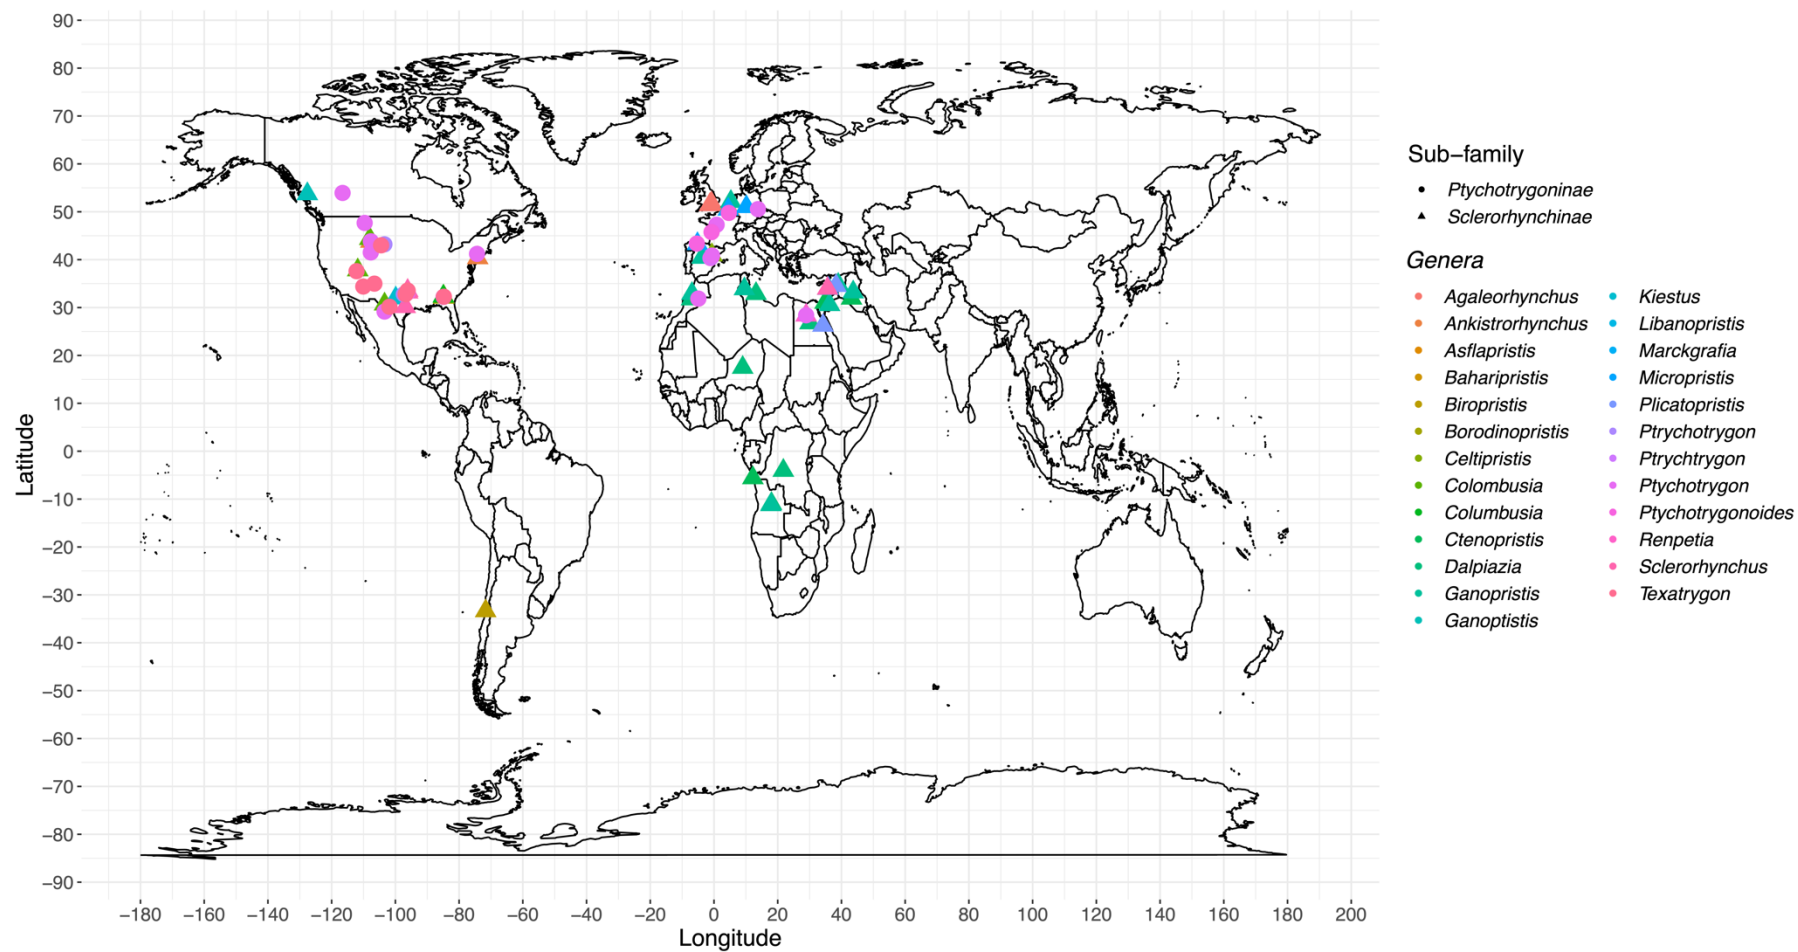 90
80
70
60
50
40
30
20
10
0
−10
−20
−30
−40
−50
−60
−70
−80
−90
Latitude
−180 −160 −140 −120 −100 −80 −60 −40 −20 0 20 40 60 80 100 120 140 160 180 200
Longitude
Sub−family
Ptychotrygoninae
Sclerorhynchinae
Genera
Agaleorhynchus
Ankistrorhynchus
Asflapristis
Baharipristis
Biropristis
Borodinopristis
Celtipristis
Colombusia
Columbusia
Ctenopristis
Dalpiazia
Ganopristis
Ganoptistis
Kiestus
Libanopristis
Marckgrafia
Micropristis
Plicatopristis
Ptrychotrygon
Ptrychtrygon
Ptychotrygon
Ptychotrygonoides
Renpetia
Sclerorhynchus
Texatrygon